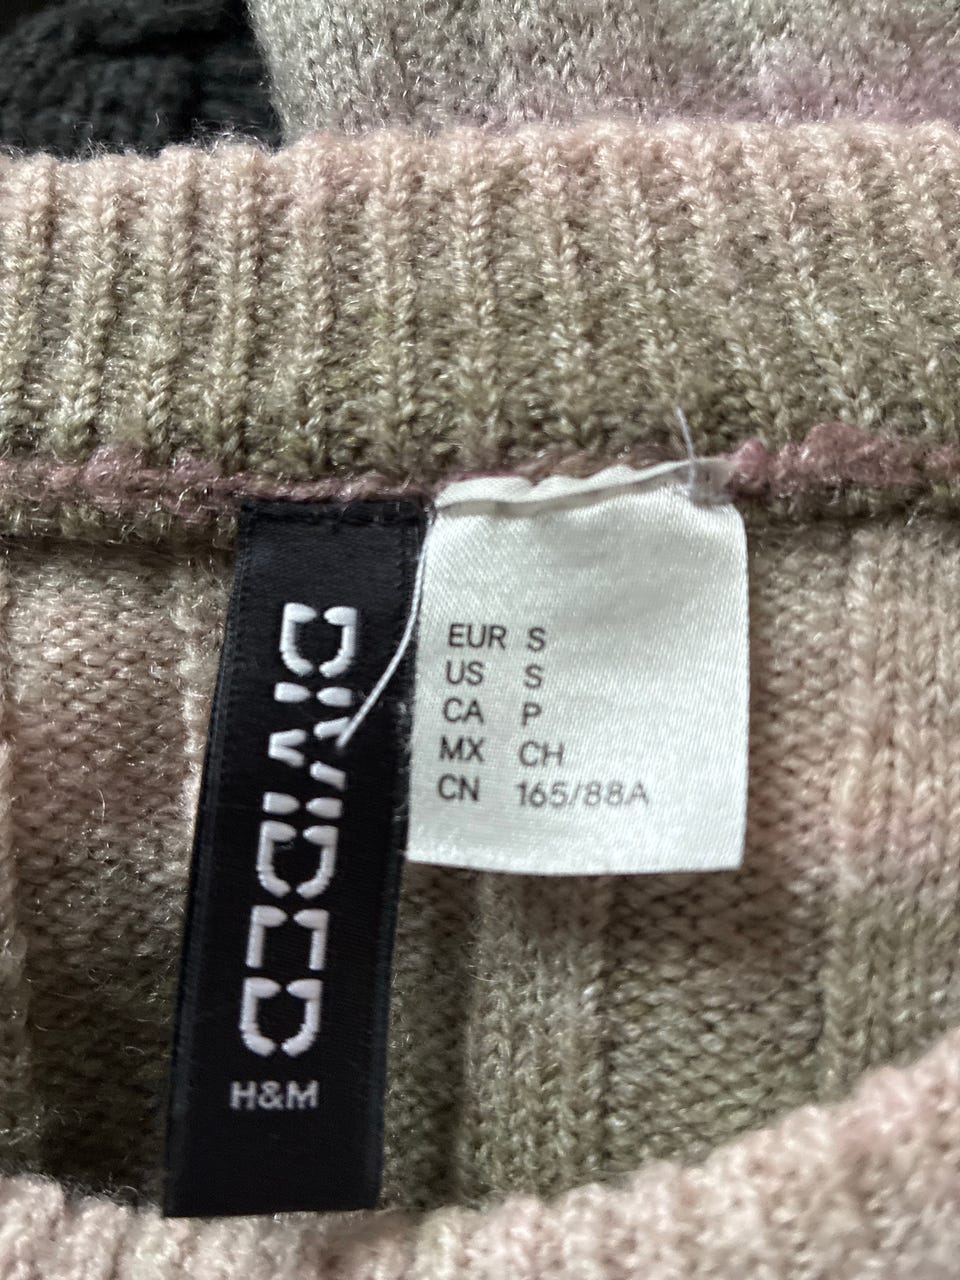 DIVIDED
H&M
EUR S
US S
CA P
MX CH
CN 165/88A